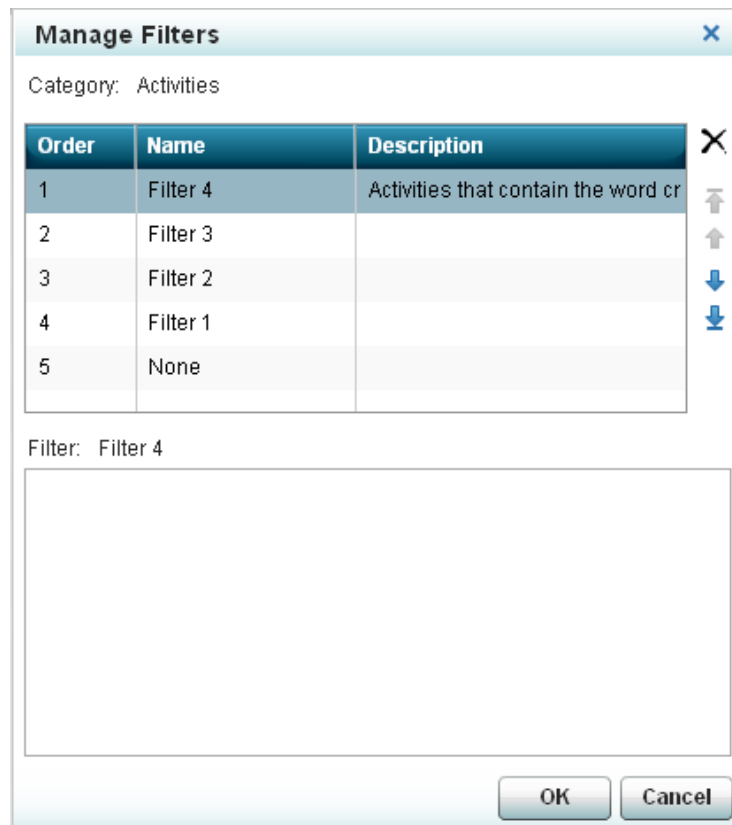 Manage Filters
Category: Activities
Order Name Description
1 Filter 4 Activities that contain the word cr
2 Filter 3
3 Filter 2
4 Filter 1
5 None
Filter: Filter 4
OK Cancel